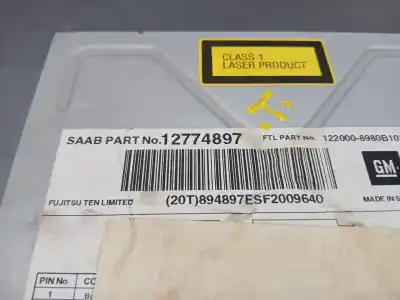 CLASS 1
LASER PRODUCT
T.
SAAB PART No. 12774897 FTL PART No. 122000-8980B10
GM
FUJITSU TEN LIMITED (20T)894897ESF2009640 MADE IN
PIN No
1